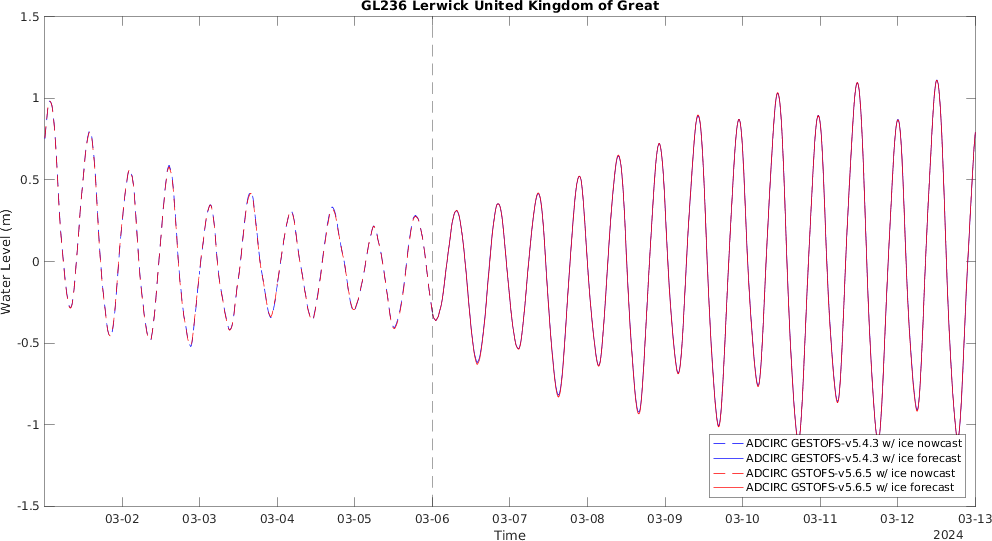 GL236 Lerwick United Kingdom of Great
1.5
1
0.5
0
-0.5
-1
-1.5
Water Level (m)
ADCIRC GESTOFS-v5.4.3 w/ ice nowcast
ADCIRC GESTOFS-v5.4.3 w/ ice forecast
ADCIRC GSTOFS-v5.6.5 w/ ice nowcast
ADCIRC GSTOFS-v5.6.5 w/ ice forecast
03-02 03-03 03-04 03-05 03-06 03-07 03-08 03-09 03-10 03-11 03-12 03-13
Time
2024